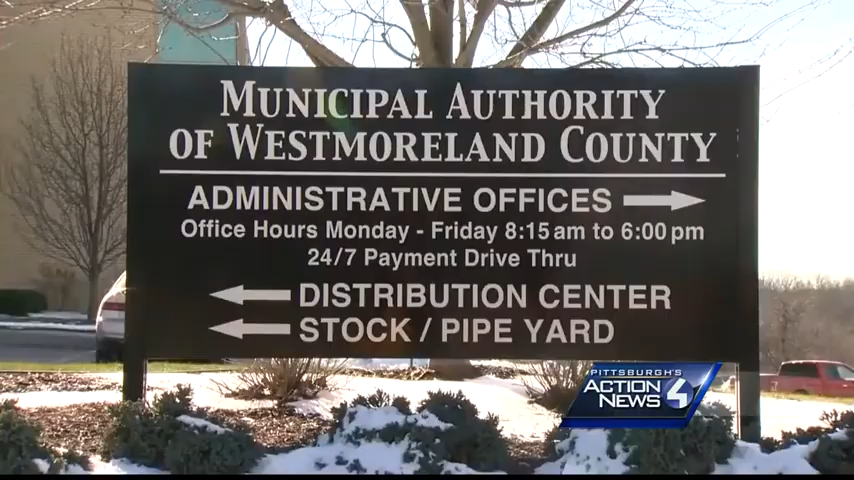 MUNICIPAL AUTHORITY
OF WESTMORELAND COUNTY
ADMINISTRATIVE OFFICES
Office Hours Monday - Friday 8:15 am to 6:00 pm
24/7 Payment Drive Thru
DISTRIBUTION CENTER
STOCK / PIPE YARD
PITTSBURGH'S
ACTION
NEWS 4